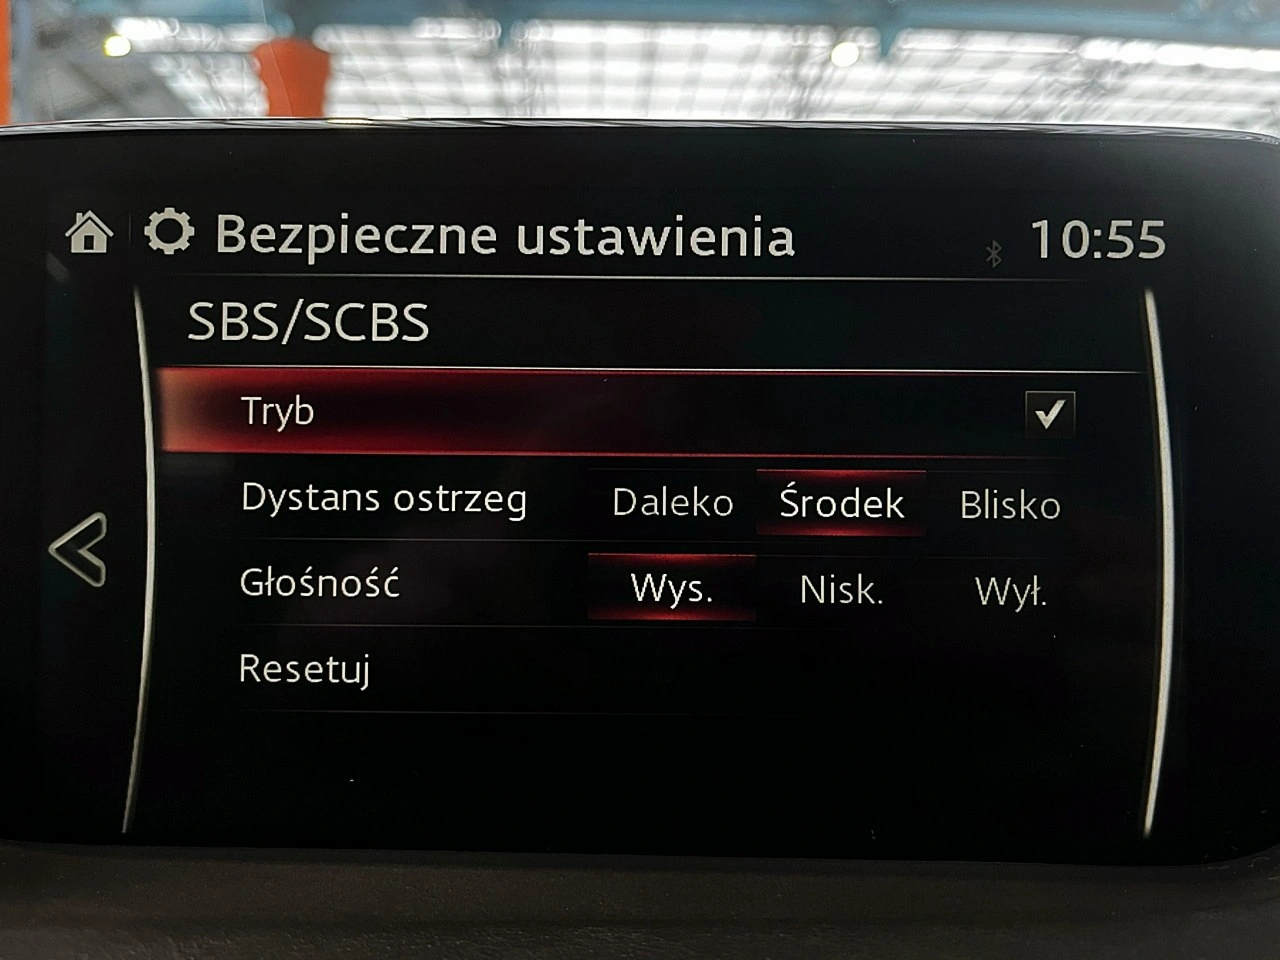 Bezpieczne ustawienia 10:55
SBS/SCBS
Tryb
Dystans ostrzeg Daleko Środek Blisko
Głośność Wys. Nisk. Wył.
Resetuj